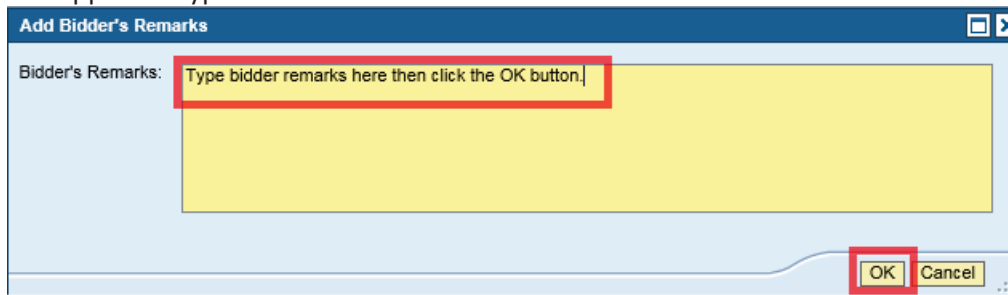 Add Bidder's Remarks
Bidder's Remarks: Type bidder remarks here then click the OK button.
OK Cancel